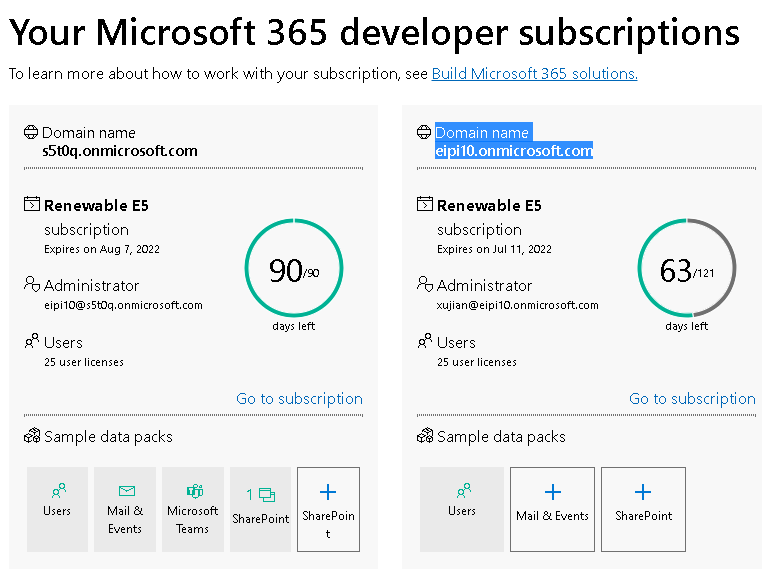 Your Microsoft 365 developer subscriptions
To learn more about how to work with your subscription, see Build Microsoft 365 solutions.
Domain name
s5t0q.onmicrosoft.com
Renewable E5
subscription
Expires on Aug 7, 2022
90/90
days left
Administrator
eipi10@s5t0q.onmicrosoft.com
Users
25 user licenses
Go to subscription
Sample data packs
Users
Mail &
Events
Microsoft
Teams
1
SharePoint
SharePoin
t
Domain name
eipi10.onmicrosoft.com
Renewable E5
subscription
Expires on Jul 11, 2022
63/121
days left
Administrator
xujian@eipi10.onmicrosoft.com
Users
25 user licenses
Go to subscription
Sample data packs
Users
Mail & Events
SharePoint